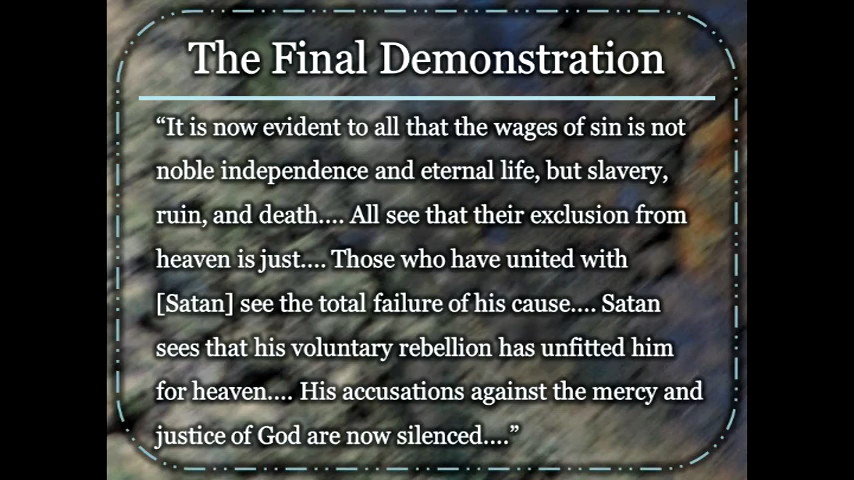 The Final Demonstration
“It is now evident to all that the wages of sin is not
noble independence and eternal life, but slavery,
ruin, and death.... All see that their exclusion from
heaven is just.... Those who have united with
[Satan] see the total failure of his cause.... Satan
sees that his voluntary rebellion has unfitted him
for heaven.... His accusations against the mercy and
justice of God are now silenced....”